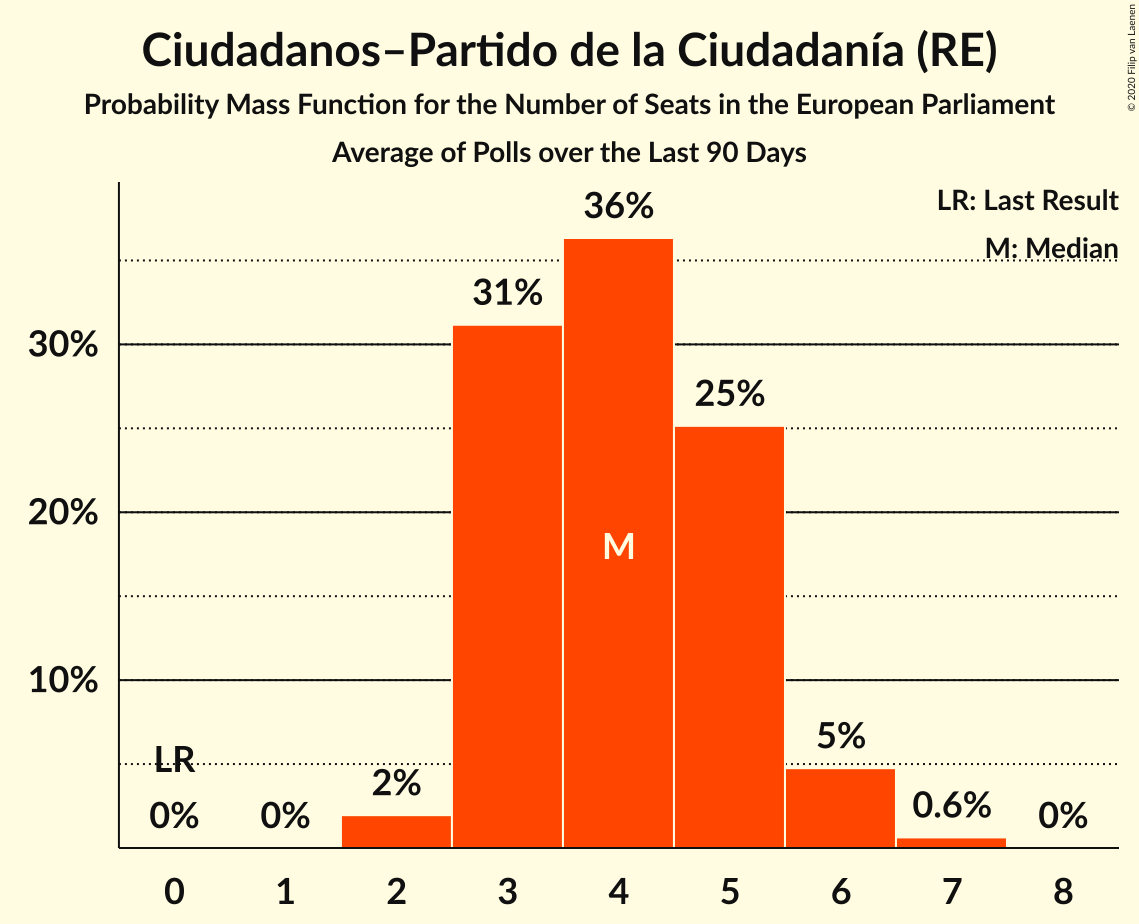 Ciudadanos–Partido de la Ciudadanía (RE)
Probability Mass Function for the Number of Seats in the European Parliament
Average of Polls over the Last 90 Days
© 2020 Filip van Laenen
LR: Last Result
M: Median
36%
31%
30%
25%
20%
M
10%
LR
5%
2%
0.6%
0%
0%
0%
0 1 2 3 4 5 6 7 8